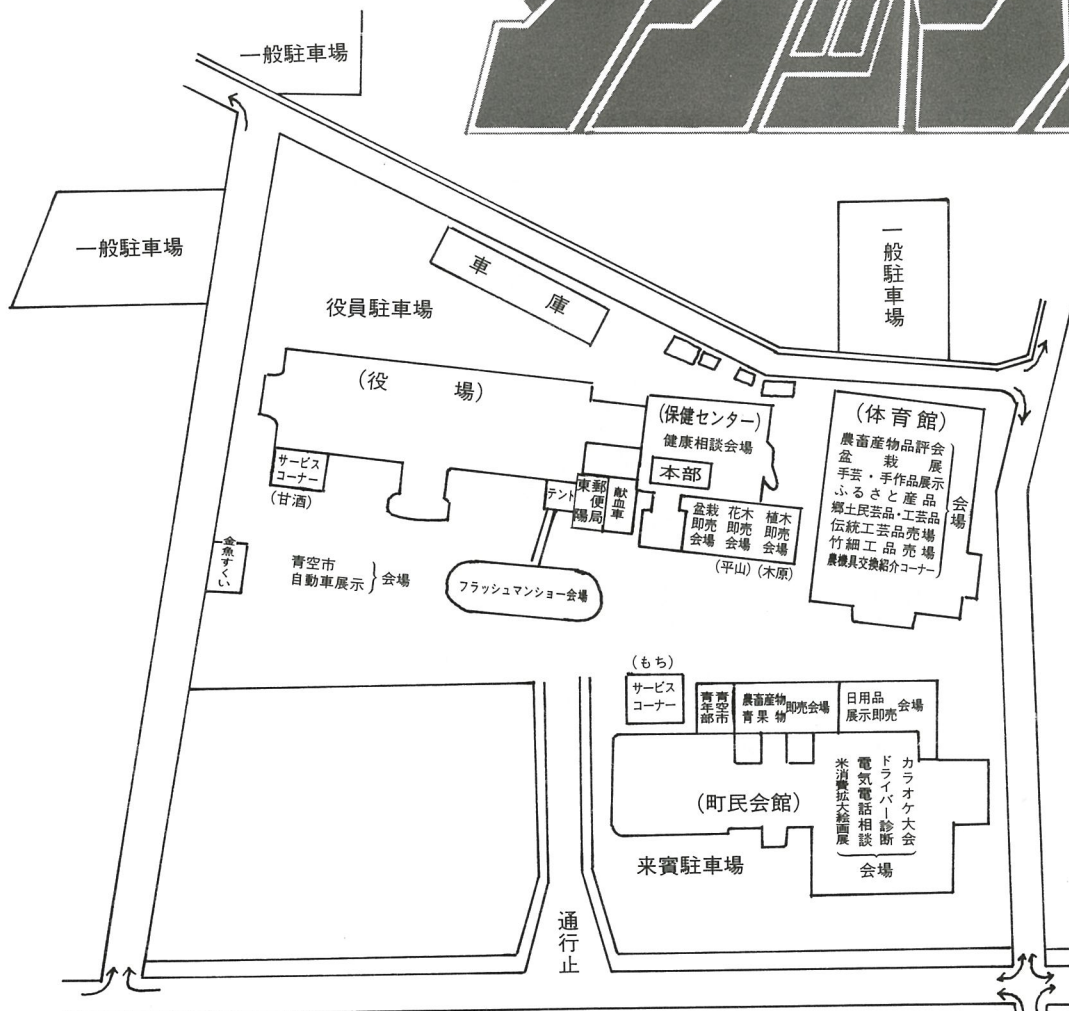 一般駐車場
一般駐車場
一般駐車場
車庫
役員駐車場
(役場)
(保健センター)
健康相談会場
本部
(体育館)
農畜産物品評会
盆栽展
手芸・手作品展示
ふるさと産品
郷土民芸品・工芸品
伝統工芸品売場
竹細工品売場
農機具交換紹介コーナー
会場
サービス
コーナー
(甘酒)
テント
東陽
郵便局
献血車
盆栽
即売
会場
花木
即売
会場
植木
即売
会場
(平山)
(木原)
金魚すくい
青空市
自動車展示
会場
フラッシュマンショー会場
(もち)
サービス
コーナー
青空市
青年部
農畜産物
青果物
即売会場
日用品
展示即売
会場
(町民会館)
カラオケ大会
ドライバー診断
電気電話相談
米消費拡大絵画展
会場
来賓駐車場
通行止